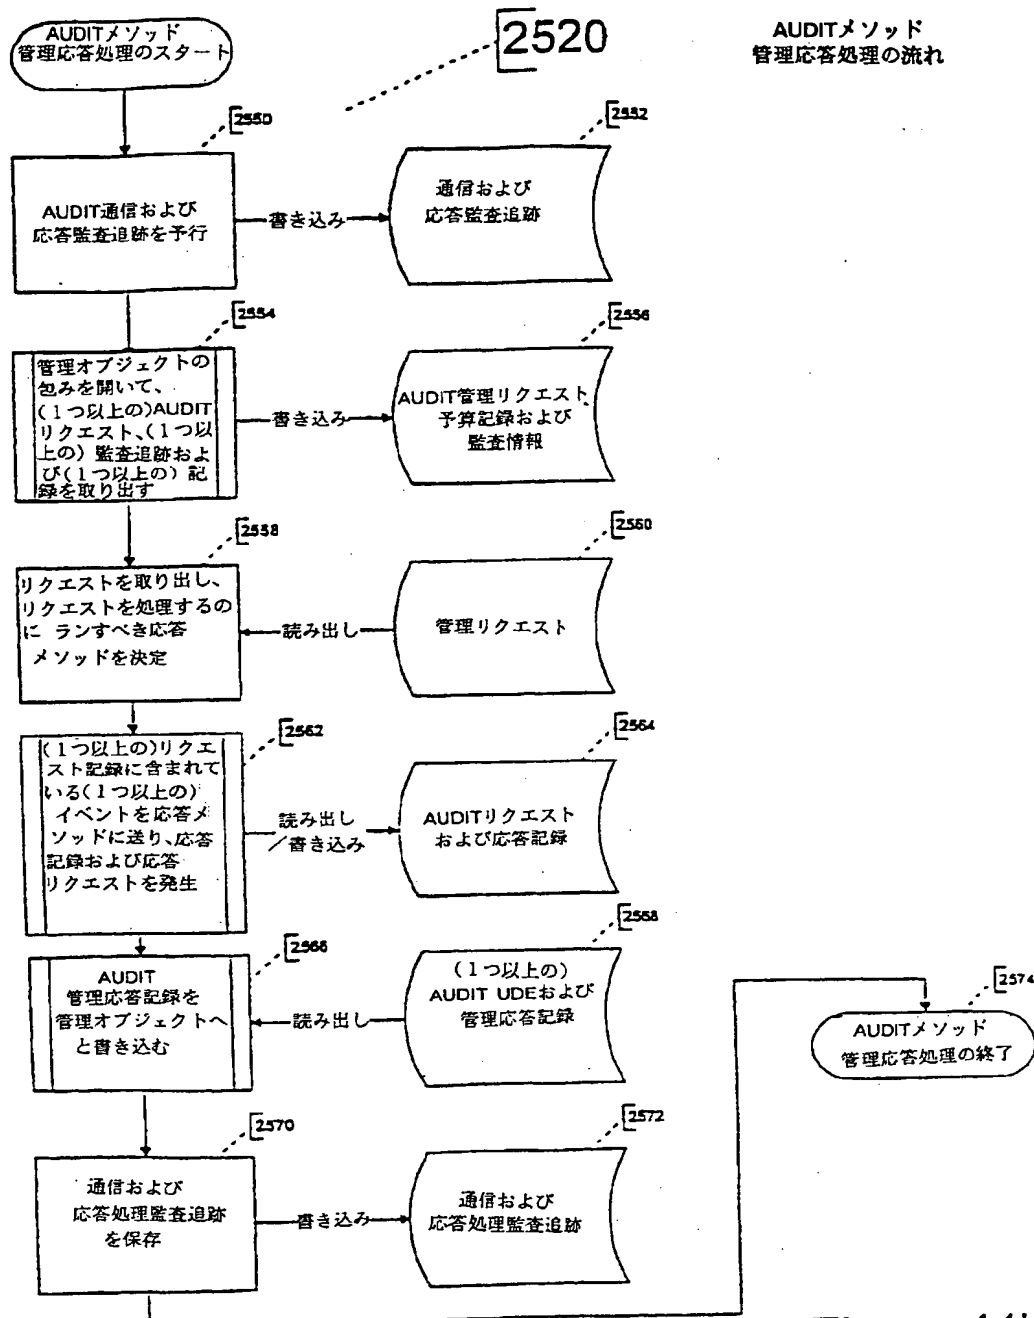 AUDITメソッド
管理応答処理のスタート
2520
AUDITメソッド
管理応答処理の流れ
2550
AUDIT通信および
応答監査追跡を予行
書き込み
2552
通信および
応答監査追跡
2554
管理オブジェクトの
包みを開いて、
(1つ以上の)AUDIT
リクエスト、(1つ以
上の) 監査追跡およ
び(1つ以上の) 記
録を取り出す
書き込み
2556
AUDIT管理リクエスト
予算記録および
監査情報
2558
リクエストを取り出し、
リクエストを処理するの
に ランすべき応答
メソッドを決定
読み出し
2560
管理リクエスト
2562
(1つ以上の)リクエ
スト記録に含まれて
いる(1つ以上の)
イベントを応答メ
ソッドに送り、応答
記録および応答
リクエストを発生
読み出し
/書き込み
2564
AUDITリクエスト
および応答記録
2566
AUDIT
管理応答記録を
管理オブジェクトへ
と書き込む
読み出し
2568
(1つ以上の)
AUDIT UDEおよび
管理応答記録
2570
通信および
応答処理監査追跡
を保存
書き込み
2572
通信および
応答処理監査追跡
2574
AUDITメソッド
管理応答処理の終了